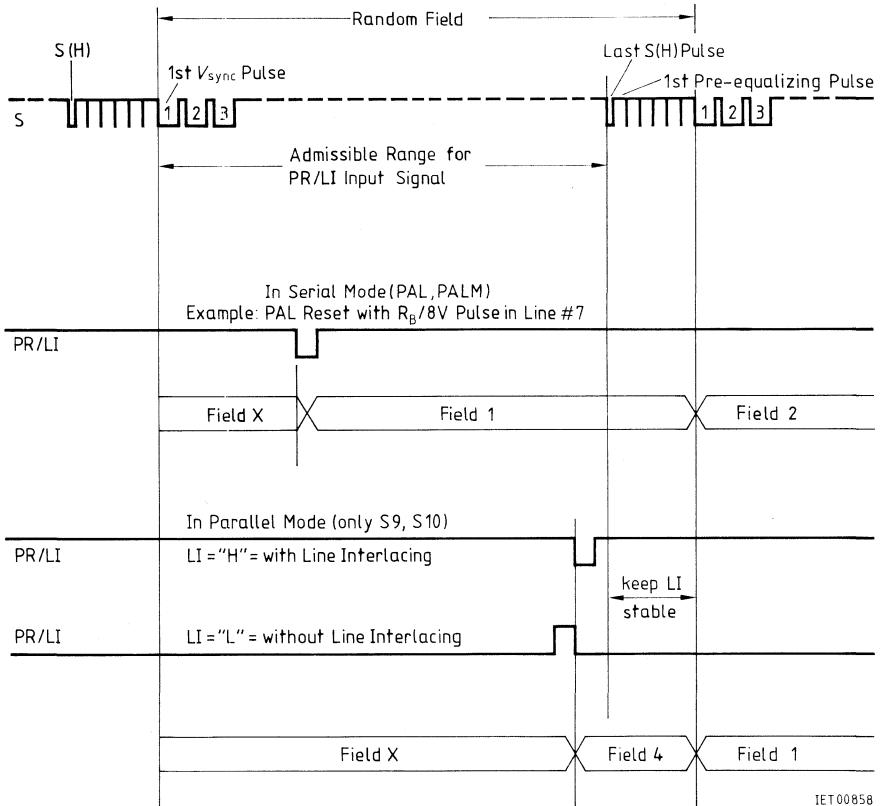 Random Field
S(H)
1st Vsync Pulse
Last S(H) Pulse
1st Pre-equalizing Pulse
S
1 2 3
1 2 3
Admissible Range for
PR/LI Input Signal
In Serial Mode (PAL, PALM)
Example: PAL Reset with RB/8V Pulse in Line #7
PR/LI
Field X
Field 1
Field 2
In Parallel Mode (only S9, S10)
PR/LI
LI = "H" = with Line Interlacing
keep LI
stable
PR/LI
LI = "L" = without Line Interlacing
Field X
Field 4
Field 1
IET00858